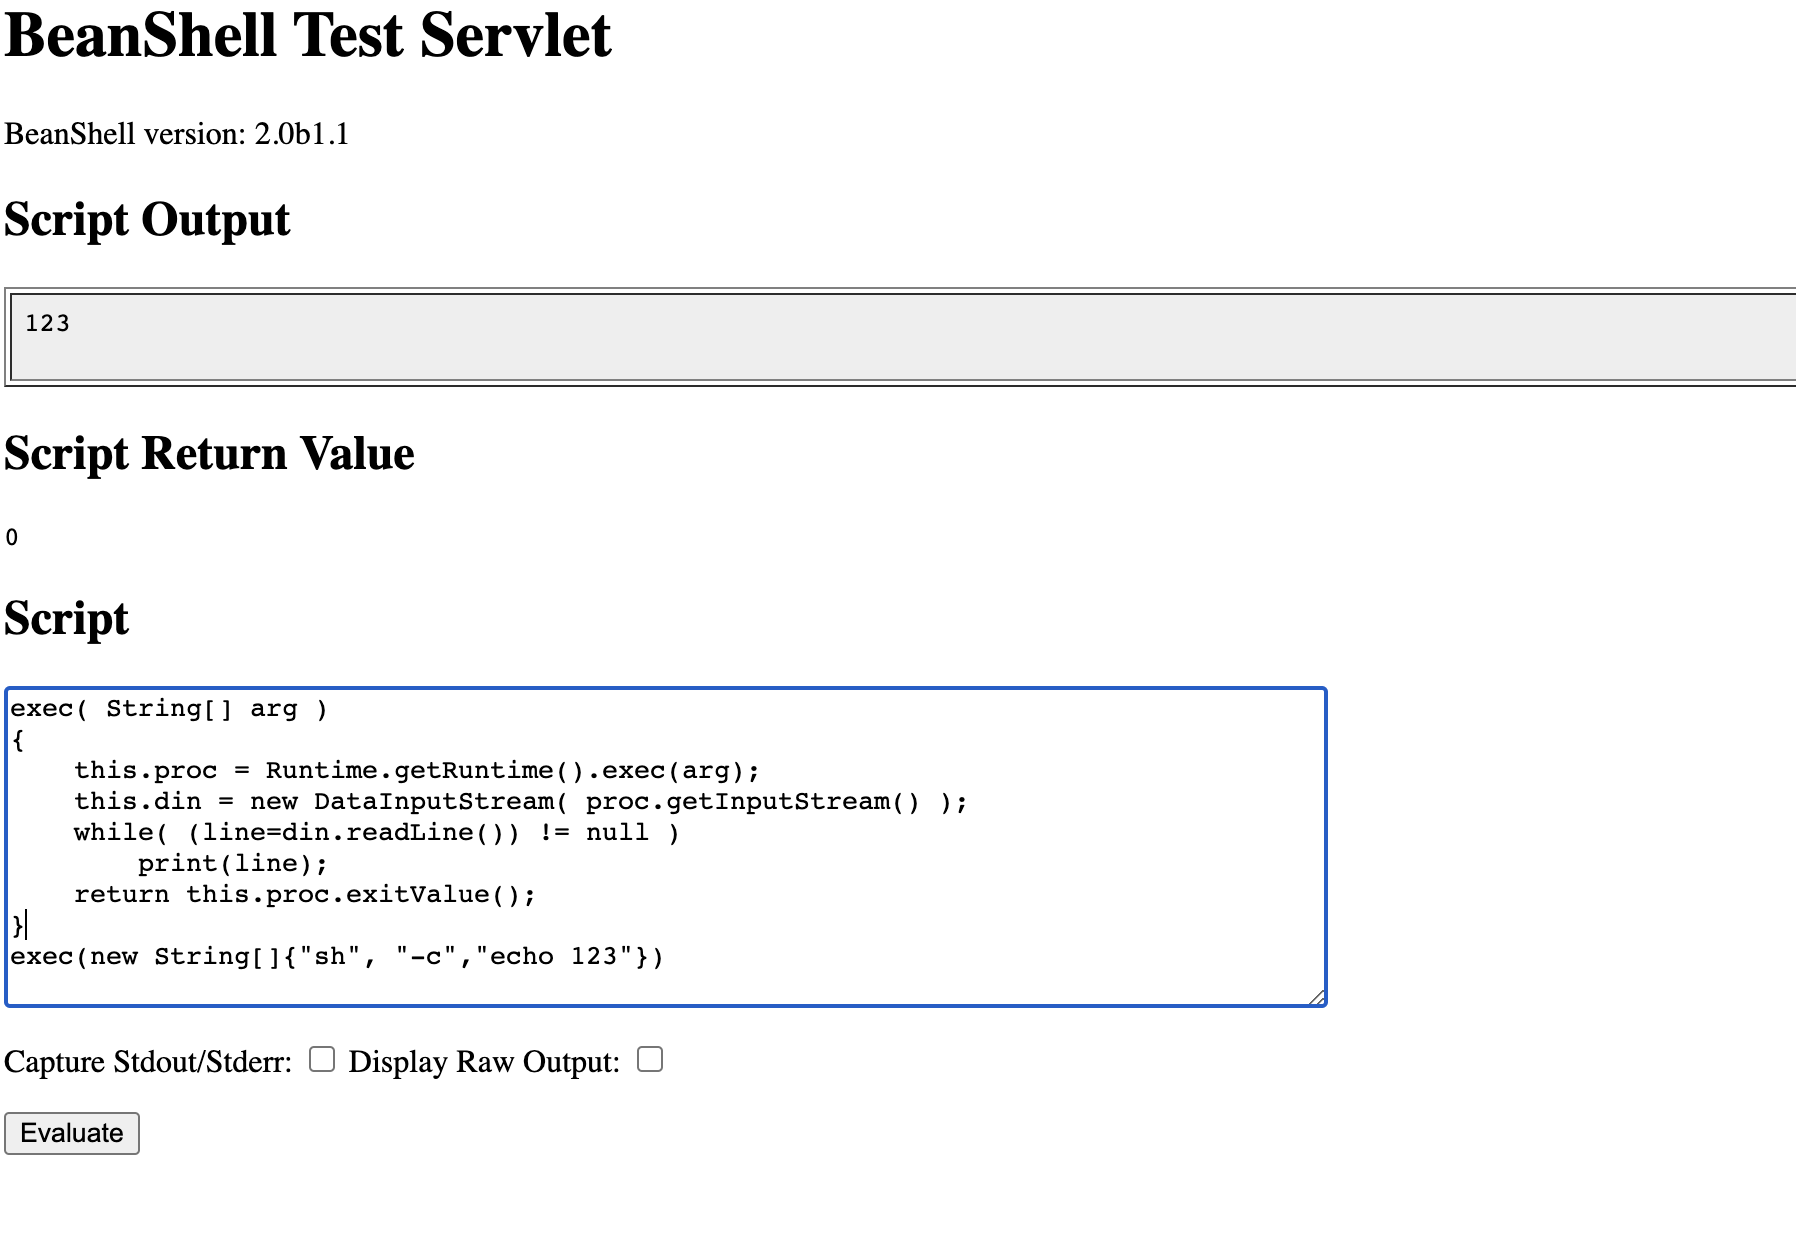 BeanShell Test Servlet
BeanShell version: 2.0b1.1
Script Output
123
Script Return Value
0
Script
exec( String[] arg )
{
    this.proc = Runtime.getRuntime().exec(arg);
    this.din = new DataInputStream( proc.getInputStream() );
    while( (line=din.readLine()) != null )
        print(line);
    return this.proc.exitValue();
}
exec(new String[]{"sh", "-c","echo 123"})
Capture Stdout/Stderr: Display Raw Output:
Evaluate